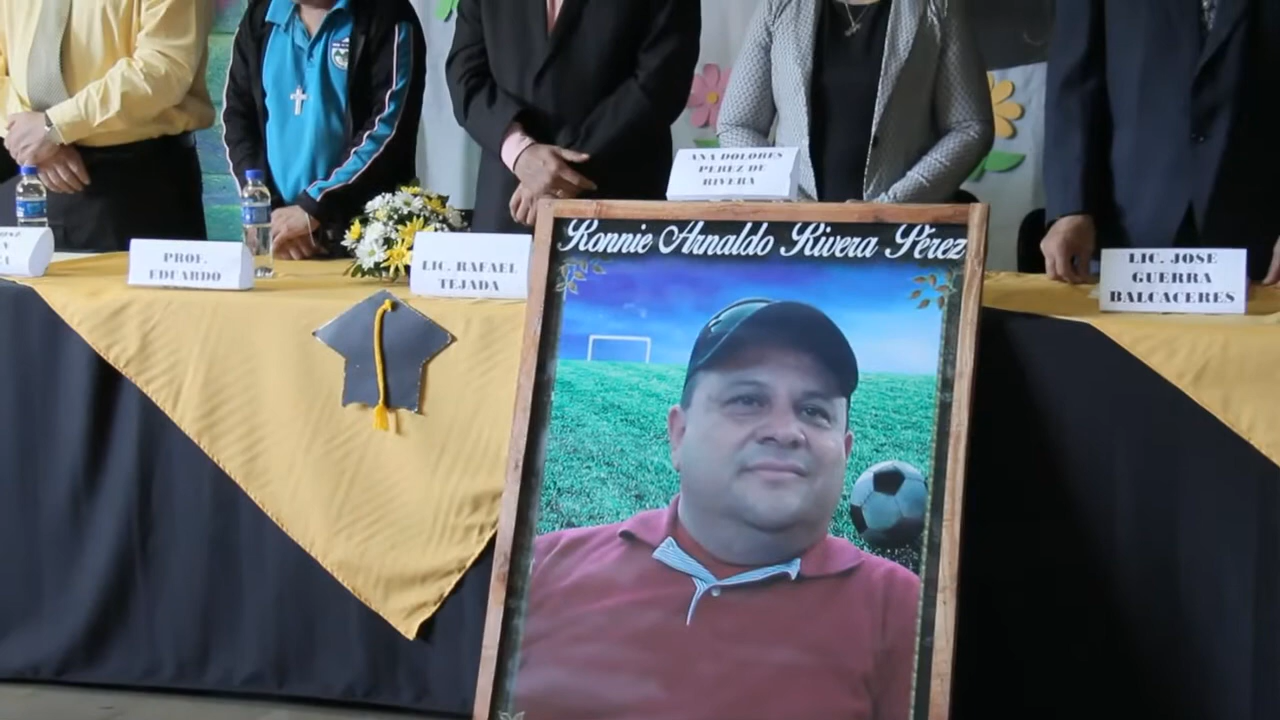 PROF.
EDUARDO
LIC. RAFAEL
TEJADA
ANA DOLORES
PEREZ DE
RIVERA
LIC. JOSE
GUERRA
BALCACERES
Ronnie Arnaldo Rivera Pérez